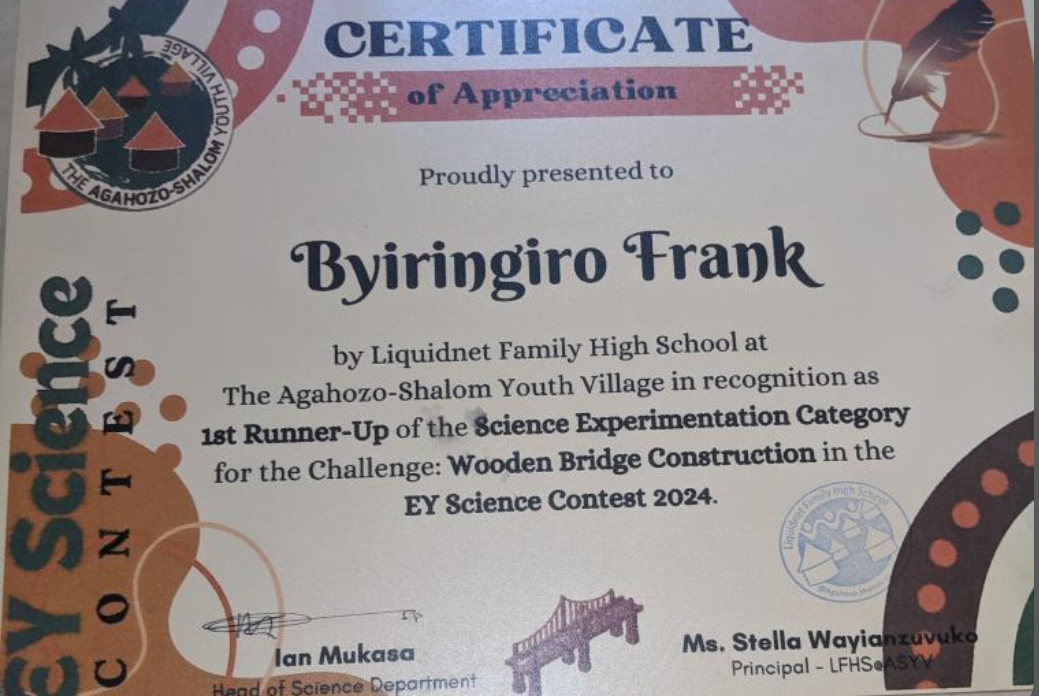 CERTIFICATE
of Appreciation
THE AGAHOZO-SHALOM YOUTH VILLAGE
Proudly presented to
Byiringiro Frank
by Liquidnet Family High School at
The Agahozo-Shalom Youth Village in recognition as
1st Runner-Up of the Science Experimentation Category
for the Challenge: Wooden Bridge Construction in the
EY Science Contest 2024.
EY Science
CONTEST
Liquidnet Family High School
Ian Mukasa
Head of Science Department
Ms. Stella Wayianzuvuko
Principal - LFHS@ASYV